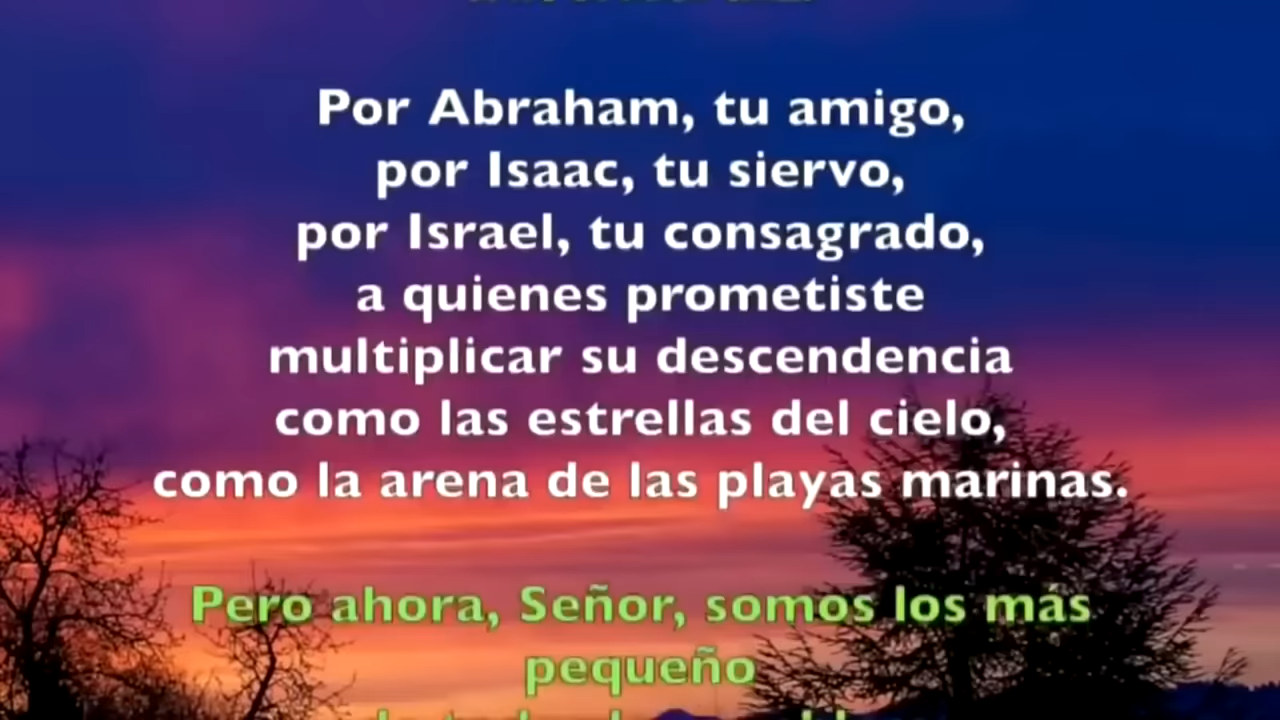 Por Abraham, tu amigo,
por Isaac, tu siervo,
por Israel, tu consagrado,
a quienes prometiste
multiplicar su descendencia
como las estrellas del cielo,
como la arena de las playas marinas.
Pero ahora, Señor, somos los más
pequeño